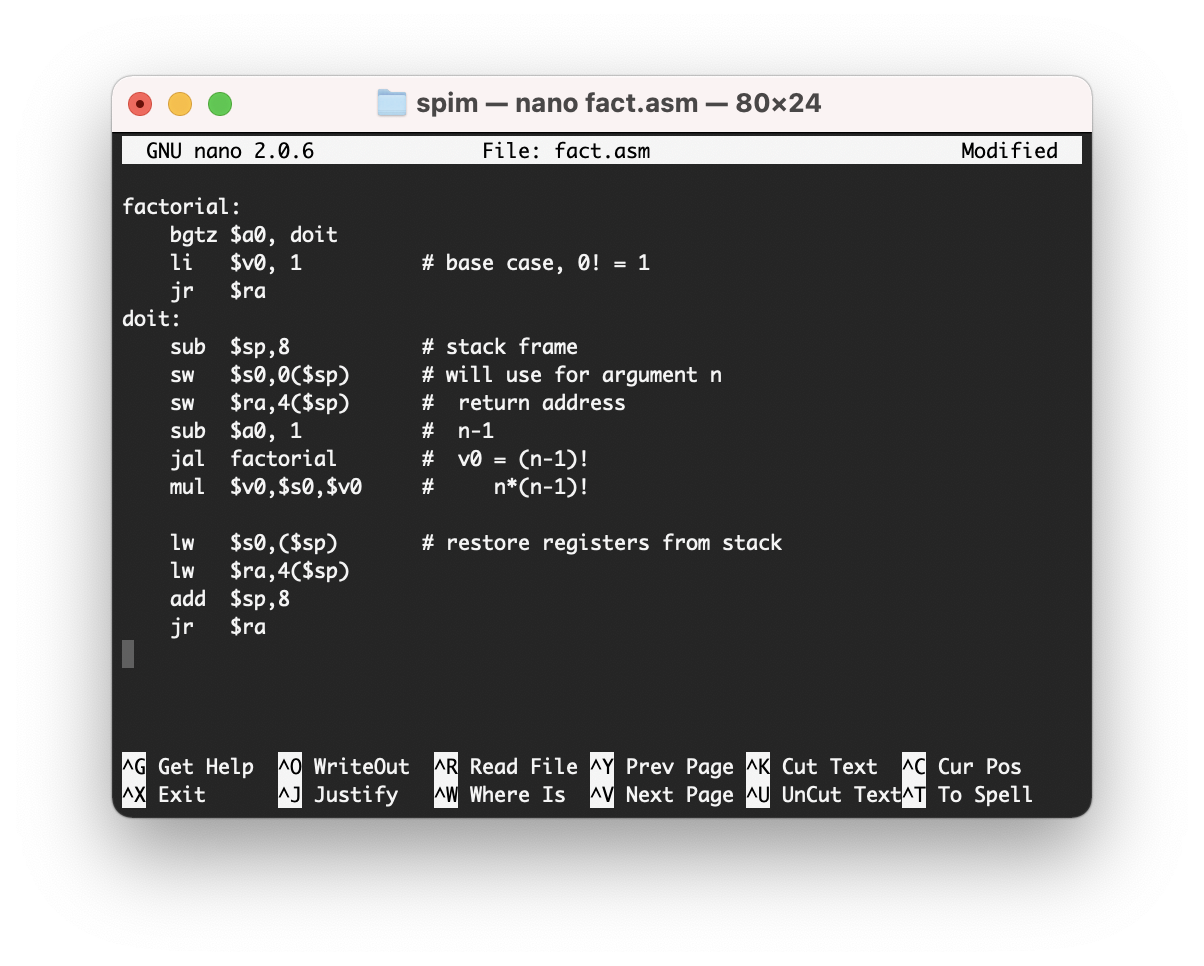 spim — nano fact.asm — 80×24
GNU nano 2.0.6 File: fact.asm Modified
factorial:
bgtz $a0, doit
li $v0, 1 # base case, 0! = 1
jr $ra
doit:
sub $sp,8 # stack frame
sw $s0,0($sp) # will use for argument n
sw $ra,4($sp) # return address
sub $a0, 1 # n-1
jal factorial # v0 = (n-1)!
mul $v0,$s0,$v0 # n*(n-1)!
lw $s0,($sp) # restore registers from stack
lw $ra,4($sp)
add $sp,8
jr $ra
^G Get Help ^O WriteOut ^R Read File ^Y Prev Page ^K Cut Text ^C Cur Pos
^X Exit ^J Justify ^W Where Is ^V Next Page ^U UnCut Text ^T To Spell